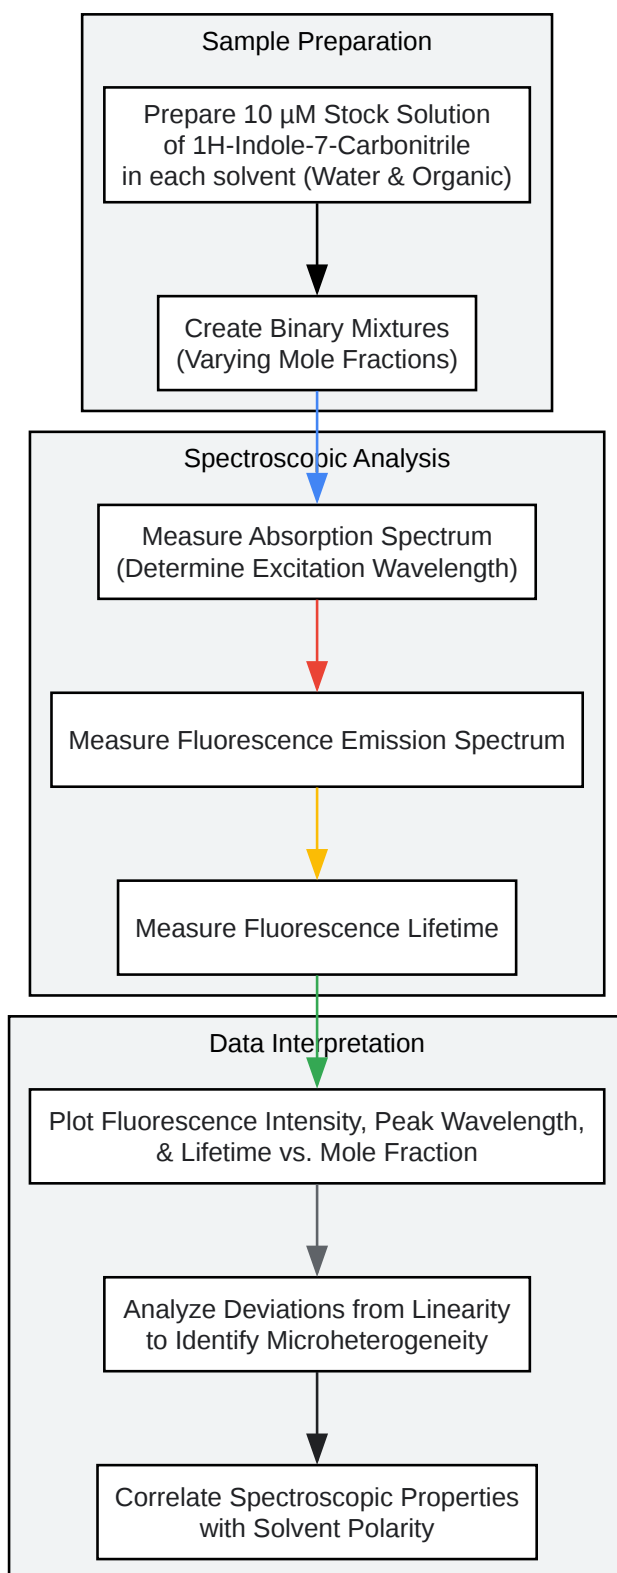 Sample Preparation
Prepare 10 µM Stock Solution
of 1H-Indole-7-Carbonitrile
in each solvent (Water & Organic)
Create Binary Mixtures
(Varying Mole Fractions)
Spectroscopic Analysis
Measure Absorption Spectrum
(Determine Excitation Wavelength)
Measure Fluorescence Emission Spectrum
Measure Fluorescence Lifetime
Data Interpretation
Plot Fluorescence Intensity, Peak Wavelength,
& Lifetime vs. Mole Fraction
Analyze Deviations from Linearity
to Identify Microheterogeneity
Correlate Spectroscopic Properties
with Solvent Polarity